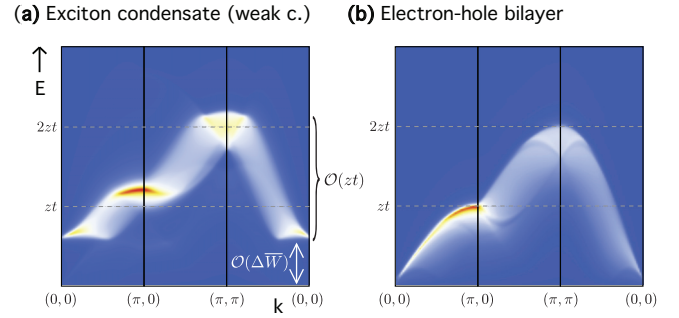 (a) Exciton condensate (weak c.)
(b) Electron-hole bilayer
E
2zt
zt
𝒪(zt)
𝒪(ΔW̅)
(0, 0) (π, 0) (π, π) (0, 0)
k
2zt
zt
(0, 0) (π, 0) (π, π) (0, 0)